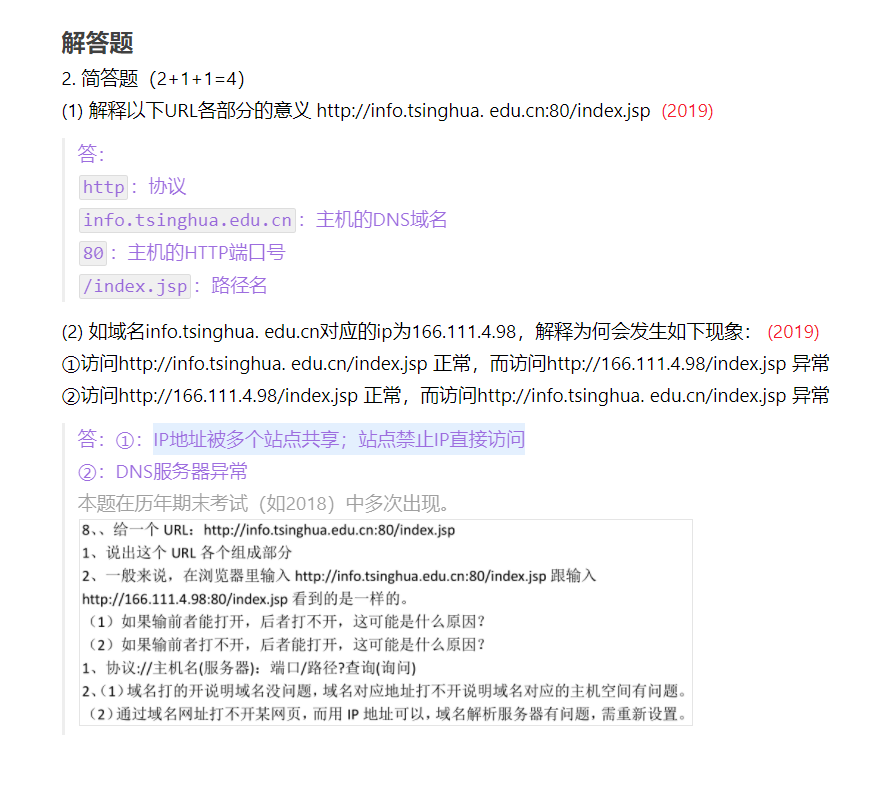 解答题
2. 简答题（2+1+1=4）
(1) 解释以下URL各部分的意义 http://info.tsinghua. edu.cn:80/index.jsp (2019)
答：
http：协议
info.tsinghua.edu.cn：主机的DNS域名
80：主机的HTTP端口号
/index.jsp：路径名
(2) 如域名info.tsinghua. edu.cn对应的ip为166.111.4.98，解释为何会发生如下现象：(2019)
①访问http://info.tsinghua. edu.cn/index.jsp 正常，而访问http://166.111.4.98/index.jsp 异常
②访问http://166.111.4.98/index.jsp 正常，而访问http://info.tsinghua. edu.cn/index.jsp 异常
答：①：IP地址被多个站点共享；站点禁止IP直接访问
②：DNS服务器异常
本题在历年期末考试（如2018）中多次出现。
8、、给一个 URL：http://info.tsinghua.edu.cn:80/index.jsp
1、说出这个 URL 各个组成部分
2、一般来说，在浏览器里输入 http://info.tsinghua.edu.cn:80/index.jsp 跟输入
http://166.111.4.98:80/index.jsp 看到的是一样的。
（1）如果输前者能打开，后者打不开，这可能是什么原因？
（2）如果输前者打不开，后者能打开，这可能是什么原因？
1、协议://主机名(服务器)：端口/路径?查询(询问)
2、（1）域名打的开说明域名没问题，域名对应地址打不开说明域名对应的主机空间有问题。
（2）通过域名网址打不开某网页，而用 IP 地址可以，域名解析服务器有问题，需重新设置。